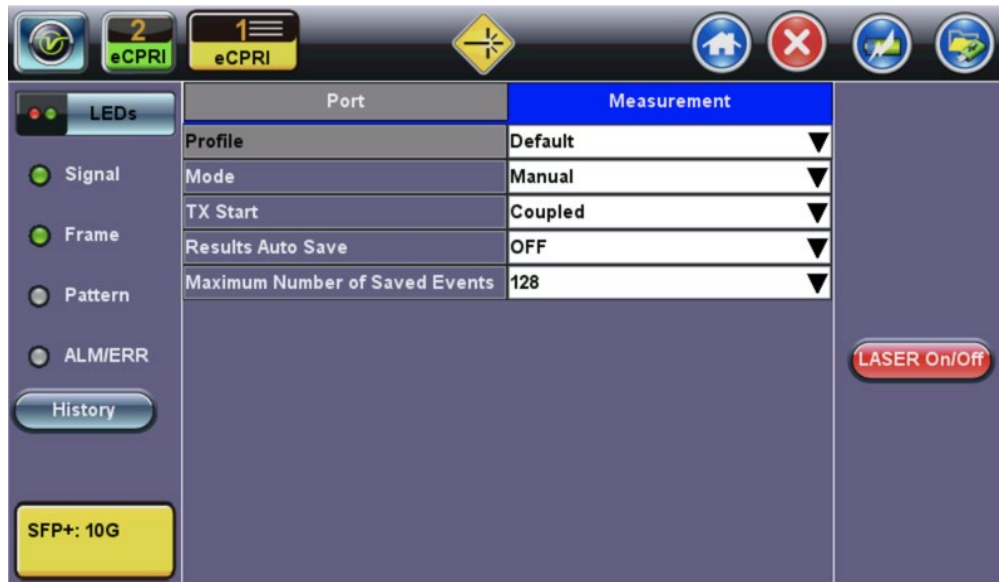 2
eCPRI
1
eCPRI
LEDs
Signal
Frame
Pattern
ALM/ERR
History
SFP+: 10G
Port Measurement
Profile Default
Mode Manual
TX Start Coupled
Results Auto Save OFF
Maximum Number of Saved Events 128
LASER On/Off